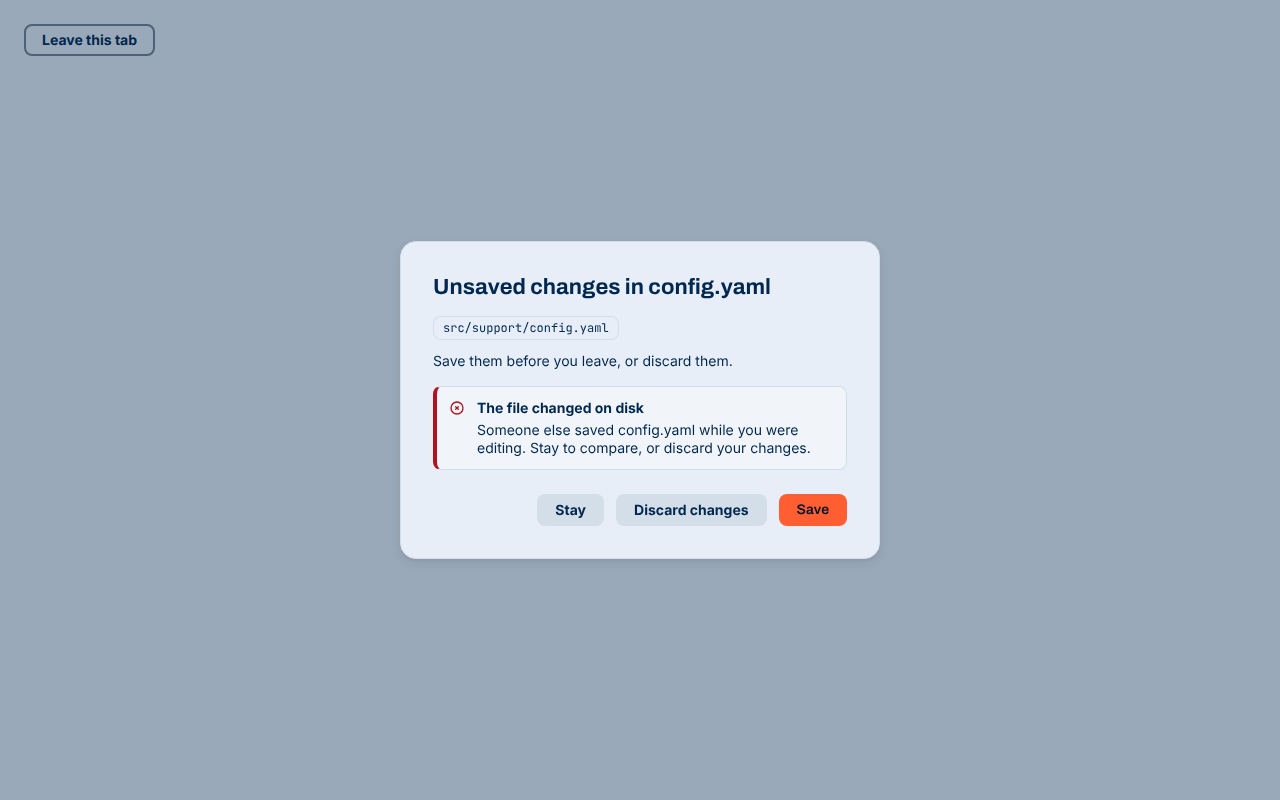 Leave this tab
Unsaved changes in config.yaml
src/support/config.yaml
Save them before you leave, or discard them.
The file changed on disk
Someone else saved config.yaml while you were
editing. Stay to compare, or discard your changes.
Stay
Discard changes
Save